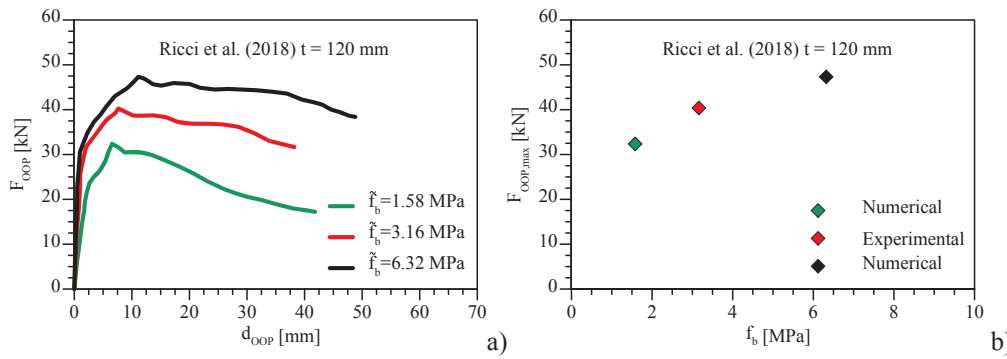 60
50
40
30
20
10
0
F_OOP [kN]
Ricci et al. (2018) t = 120 mm
f̃_b=1.58 MPa
f̃_b=3.16 MPa
f̃_b=6.32 MPa
0 10 20 30 40 50 60 70
d_OOP [mm]
a)
60
50
40
30
20
10
0
F_OOP,max [kN]
Ricci et al. (2018) t = 120 mm
Numerical
Experimental
Numerical
0 2 4 6 8 10
f_b [MPa]
b)